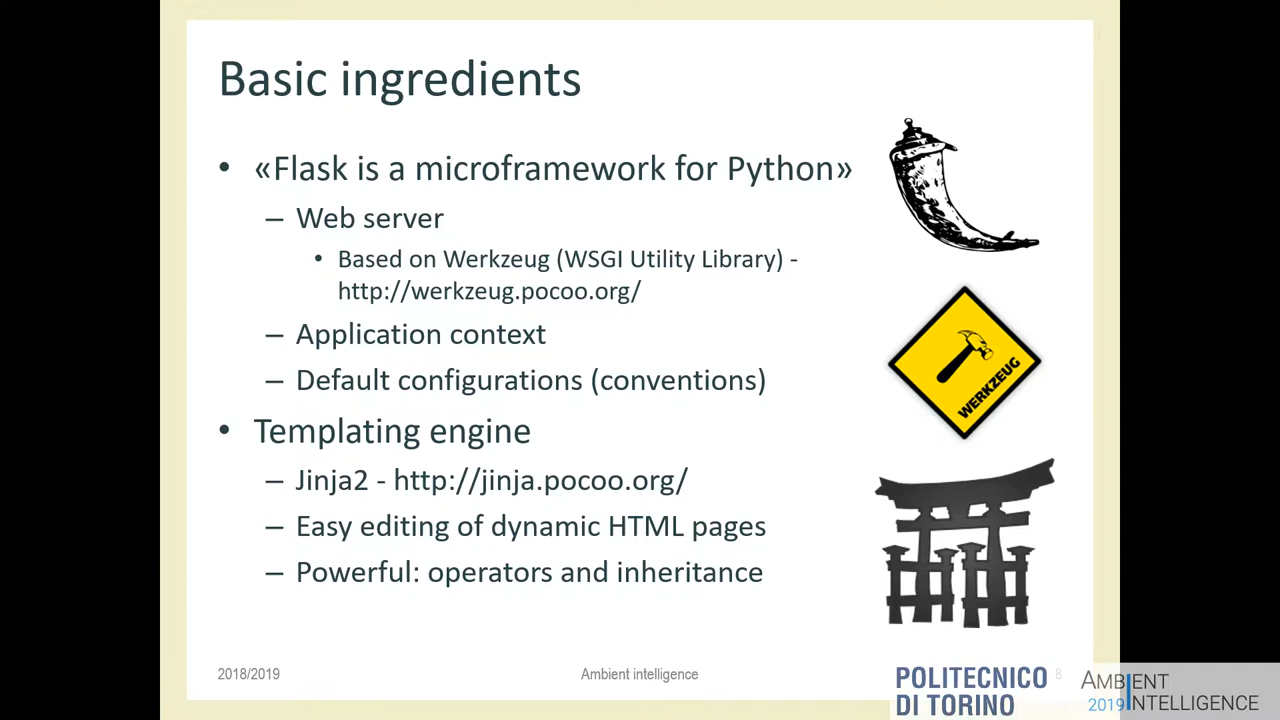 Basic ingredients
• «Flask is a microframework for Python»
– Web server
• Based on Werkzeug (WSGI Utility Library) -
http://werkzeug.pocoo.org/
– Application context
– Default configurations (conventions)
• Templating engine
– Jinja2 - http://jinja.pocoo.org/
– Easy editing of dynamic HTML pages
– Powerful: operators and inheritance
WERKZEUG
2018/2019
Ambient intelligence
8
POLITECNICO
DI TORINO
AMBIENT
2019 INTELLIGENCE